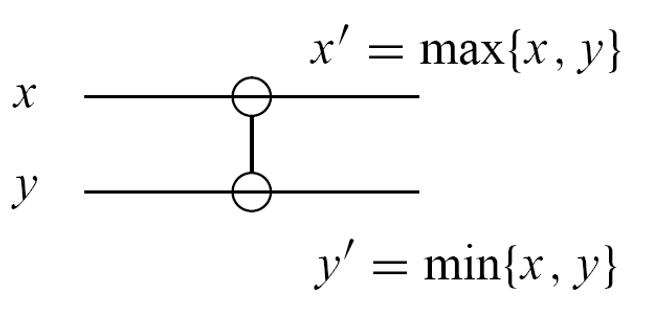 x′ = max{x, y}
x
y
y′ = min{x, y}